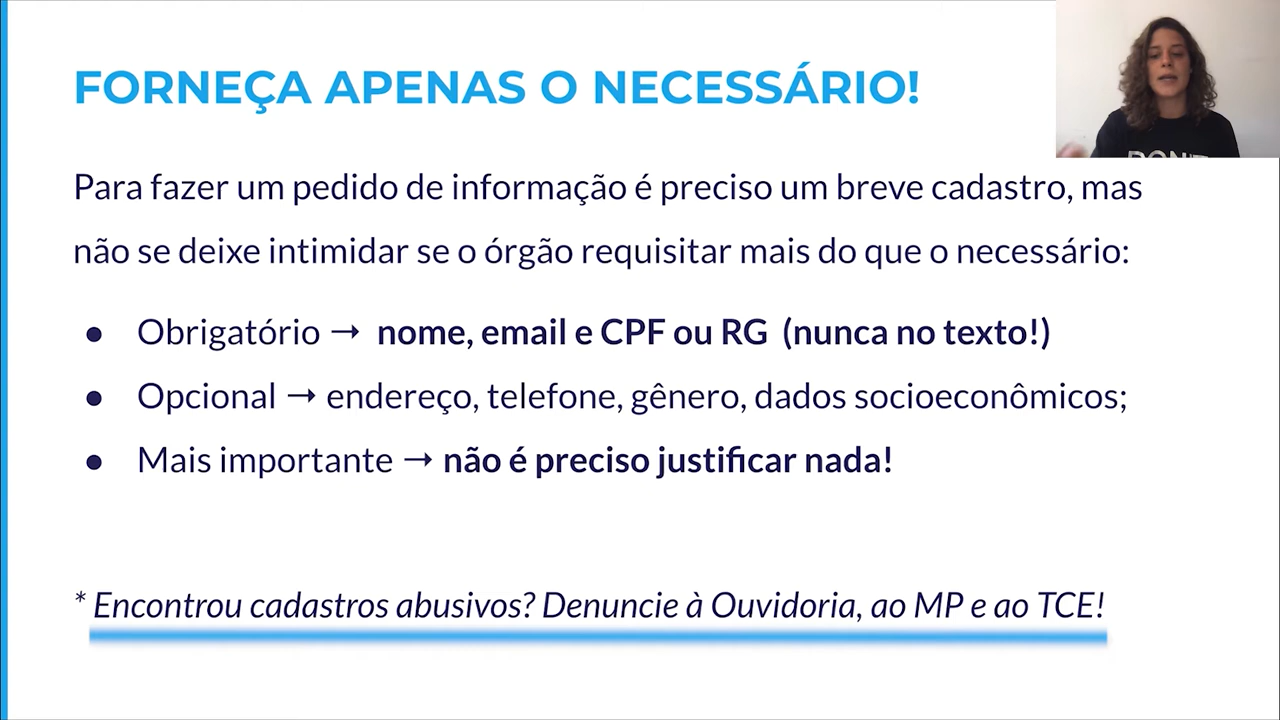 FORNEÇA APENAS O NECESSÁRIO!
Para fazer um pedido de informação é preciso um breve cadastro, mas
não se deixe intimidar se o órgão requisitar mais do que o necessário:
● Obrigatório → nome, email e CPF ou RG (nunca no texto!)
● Opcional → endereço, telefone, gênero, dados socioeconômicos;
● Mais importante → não é preciso justificar nada!
* Encontrou cadastros abusivos? Denuncie à Ouvidoria, ao MP e ao TCE!